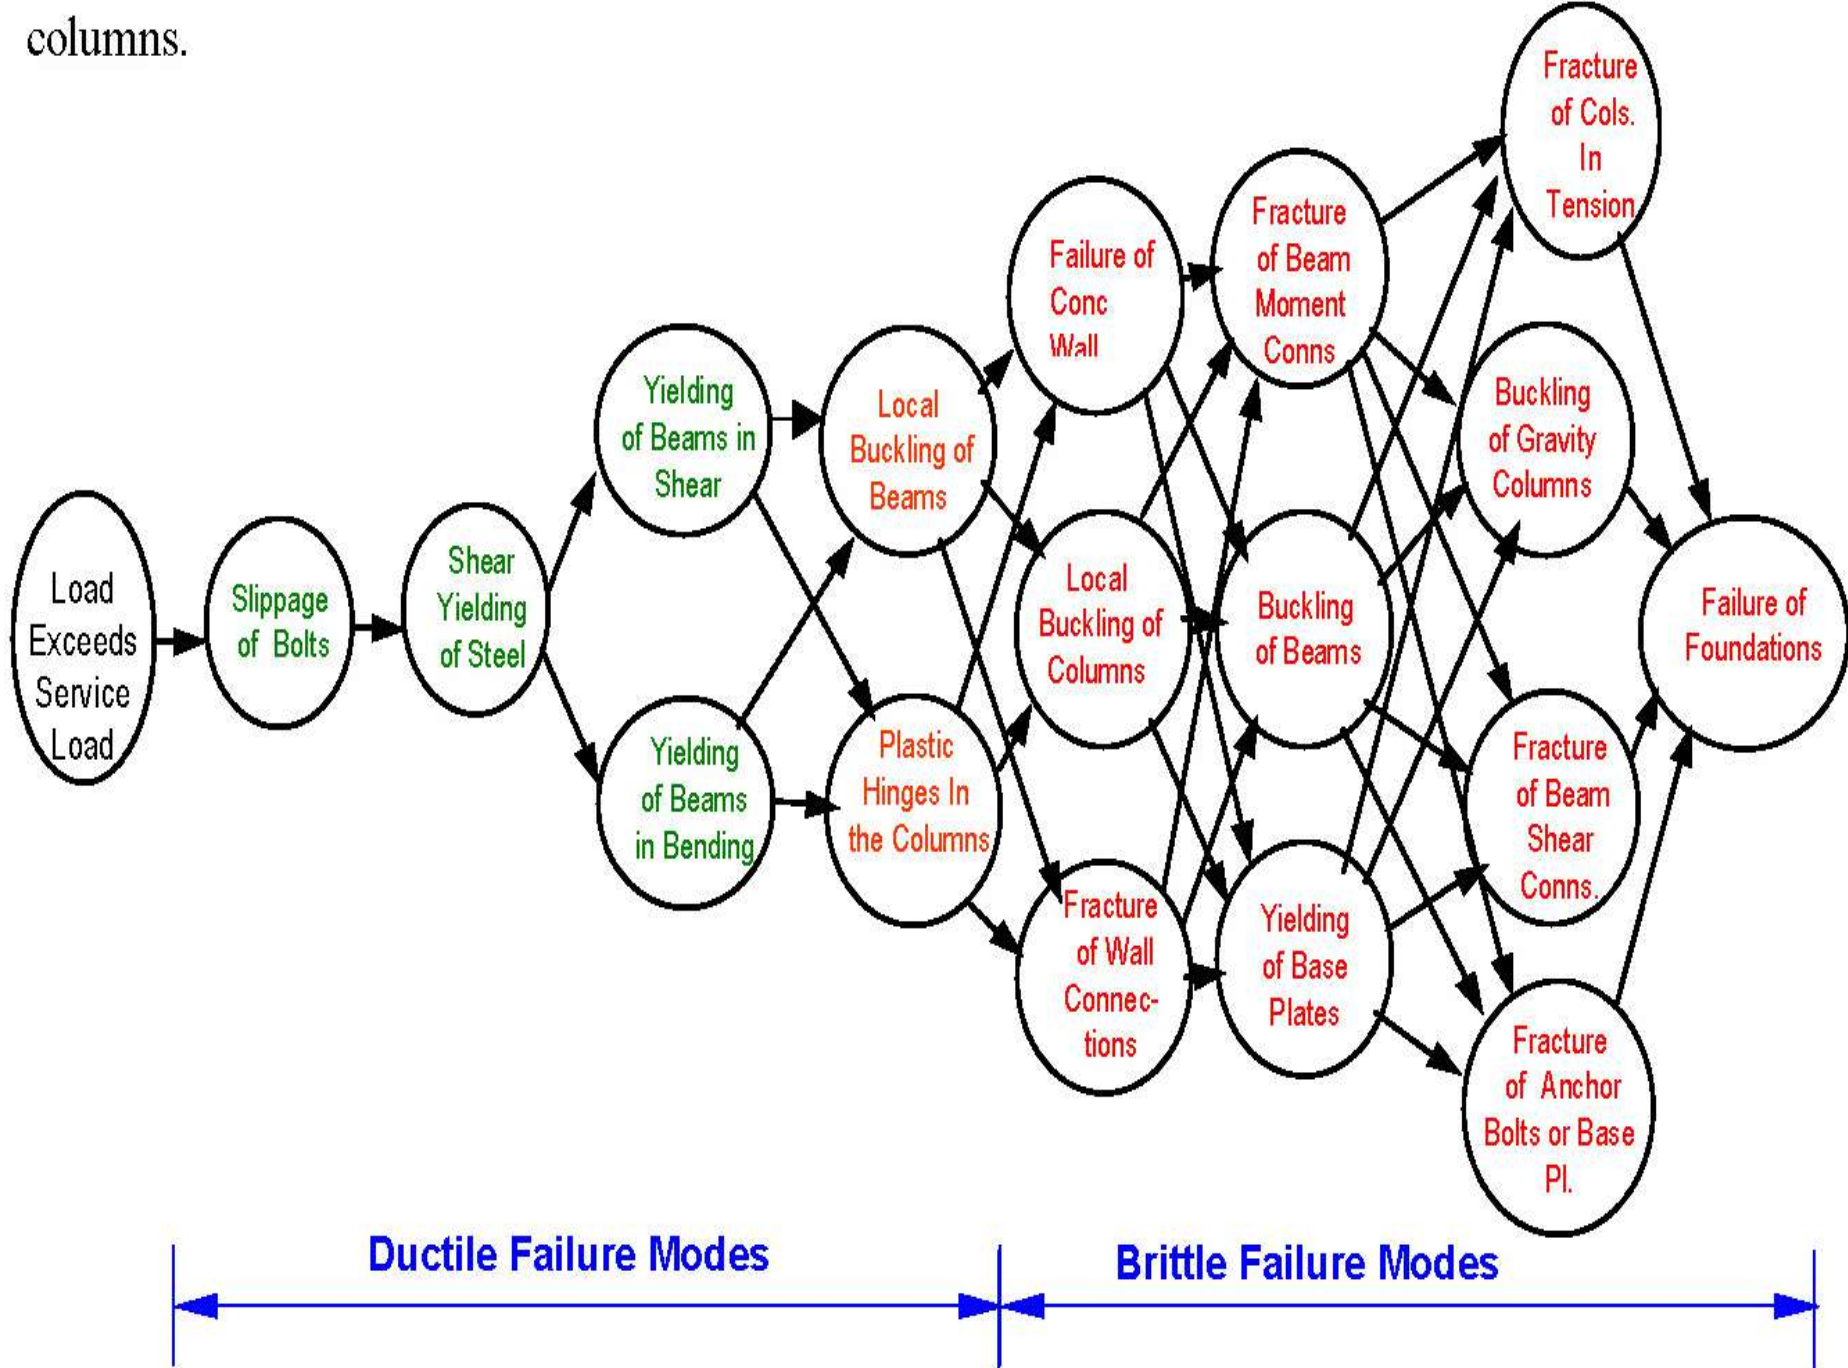 columns.
Load
Exceeds
Service
Load
Slippage
of Bolts
Shear
Yielding
of Steel
Yielding
of Beams in
Shear
Yielding
of Beams
in Bending
Local
Buckling of
Beams
Plastic
Hinges In
the Columns
Failure of
Conc
Wall
Local
Buckling of
Columns
Fracture
of Wall
Connec-
tions
Fracture
of Beam
Moment
Conns
Buckling
of Beams
Yielding
of Base
Plates
Fracture
of Cols.
In
Tension
Buckling
of Gravity
Columns
Fracture
of Beam
Shear
Conns.
Fracture
of Anchor
Bolts or Base
Pl.
Failure of
Foundations
Ductile Failure Modes
Brittle Failure Modes